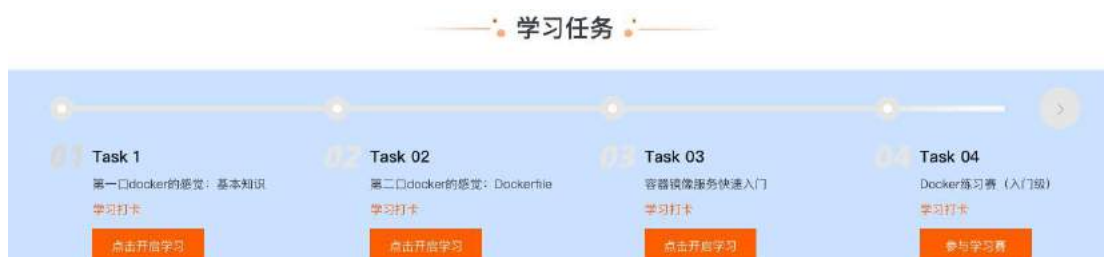 学习任务
01 Task 1
第一口docker的感觉：基本知识
学习打卡
点击开启学习
02 Task 02
第二口docker的感觉：Dockerfile
学习打卡
点击开启学习
03 Task 03
容器镜像服务快速入门
学习打卡
点击开启学习
04 Task 04
Docker练习赛（入门级）
学习打卡
参与学习赛